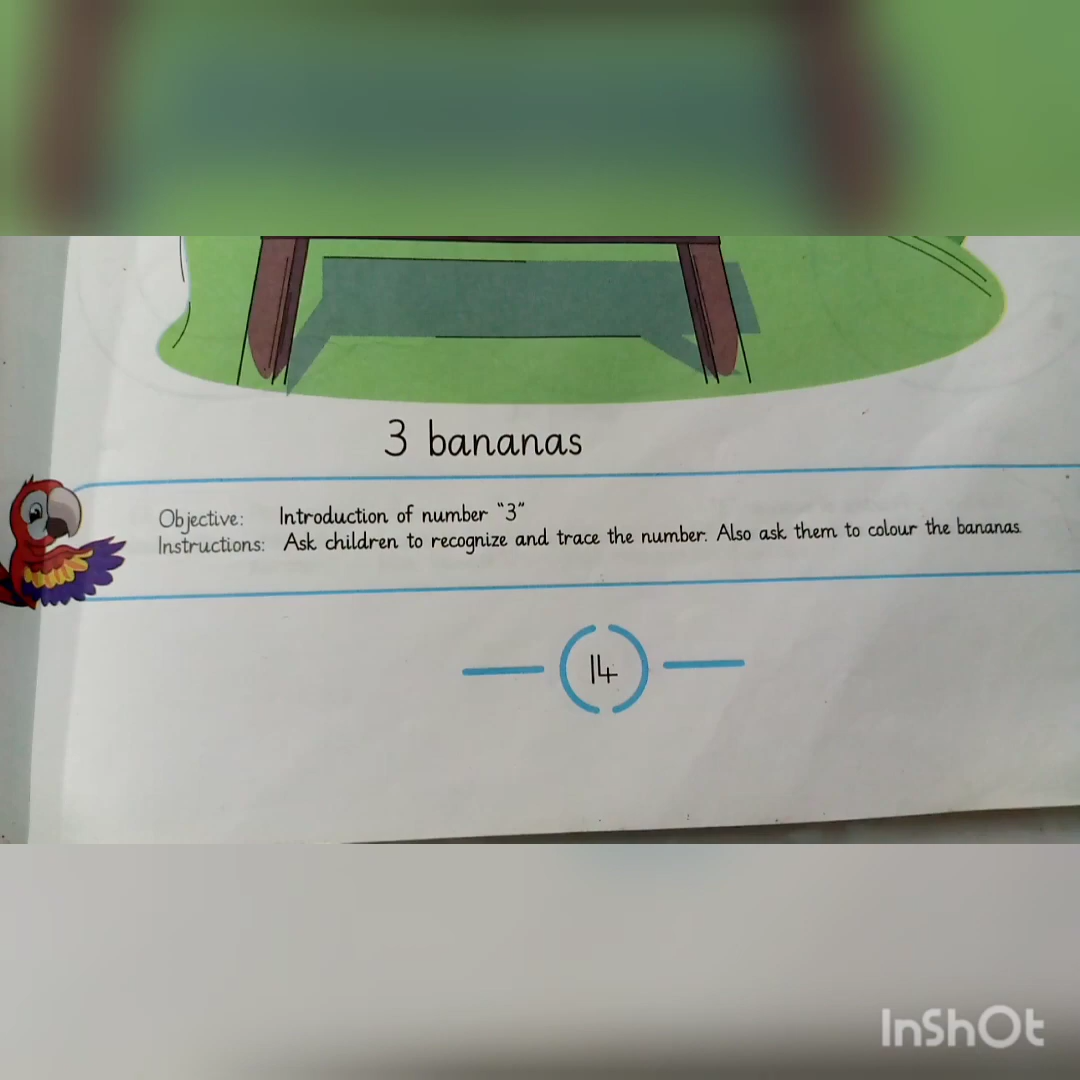 3 bananas
Objective: Introduction of number "3"
Instructions: Ask children to recognize and trace the number. Also ask them to colour the bananas.
14
InShOt